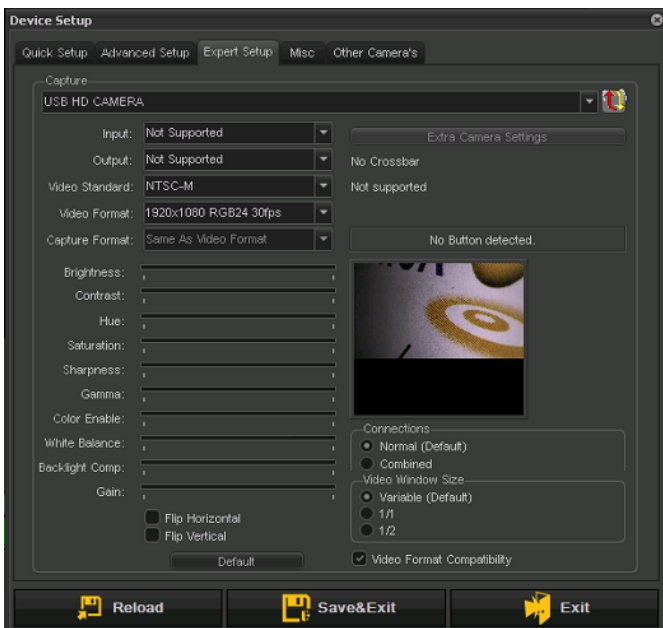 Device Setup
Quick Setup Advanced Setup Expert Setup Misc Other Camera's
Capture
USB HD CAMERA
Input: Not Supported Extra Camera Settings
Output: Not Supported No Crossbar
Video Standard: NTSC-M Not supported
Video Format: 1920x1080 RGB24 30fps
Capture Format: Same As Video Format No Button detected.
Brightness:
Contrast:
Hue:
Saturation:
Sharpness:
Gamma:
Color Enable:
White Balance:
Backlight Comp:
Gain:
Flip Horizontal
Flip Vertical
Default
Connections
Normal (Default)
Combined
Video Window Size
Variable (Default)
1/1
1/2
Video Format Compatibility
Reload Save&Exit Exit